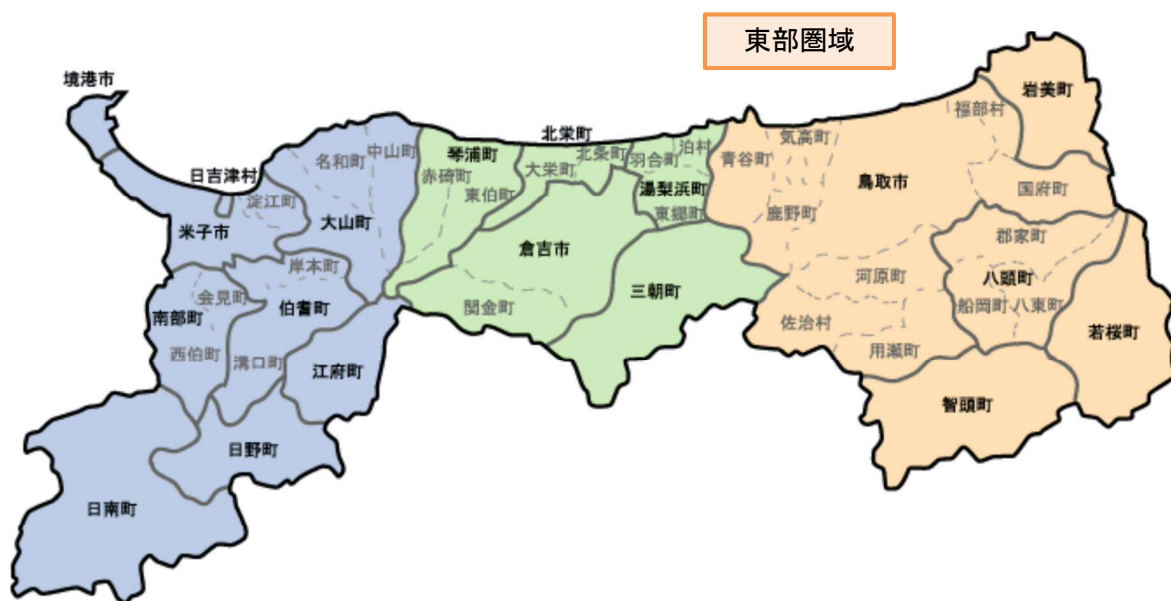 東部圏域
境港市
岩美町
福部村
北栄町
気高町
中山町
琴浦町
北条町
泊村
名和町
大栄町
羽合町
青谷町
日吉津村
赤碕町
鳥取市
東伯町
湯梨浜町
国府町
淀江町
東郷町
鹿野町
大山町
米子市
郡家町
倉吉市
岸本町
河原町
八頭町
会見町
三朝町
関金町
船岡町
八東町
伯耆町
南部町
佐治村
若桜町
西伯町
用瀬町
溝口町
江府町
智頭町
日野町
日南町